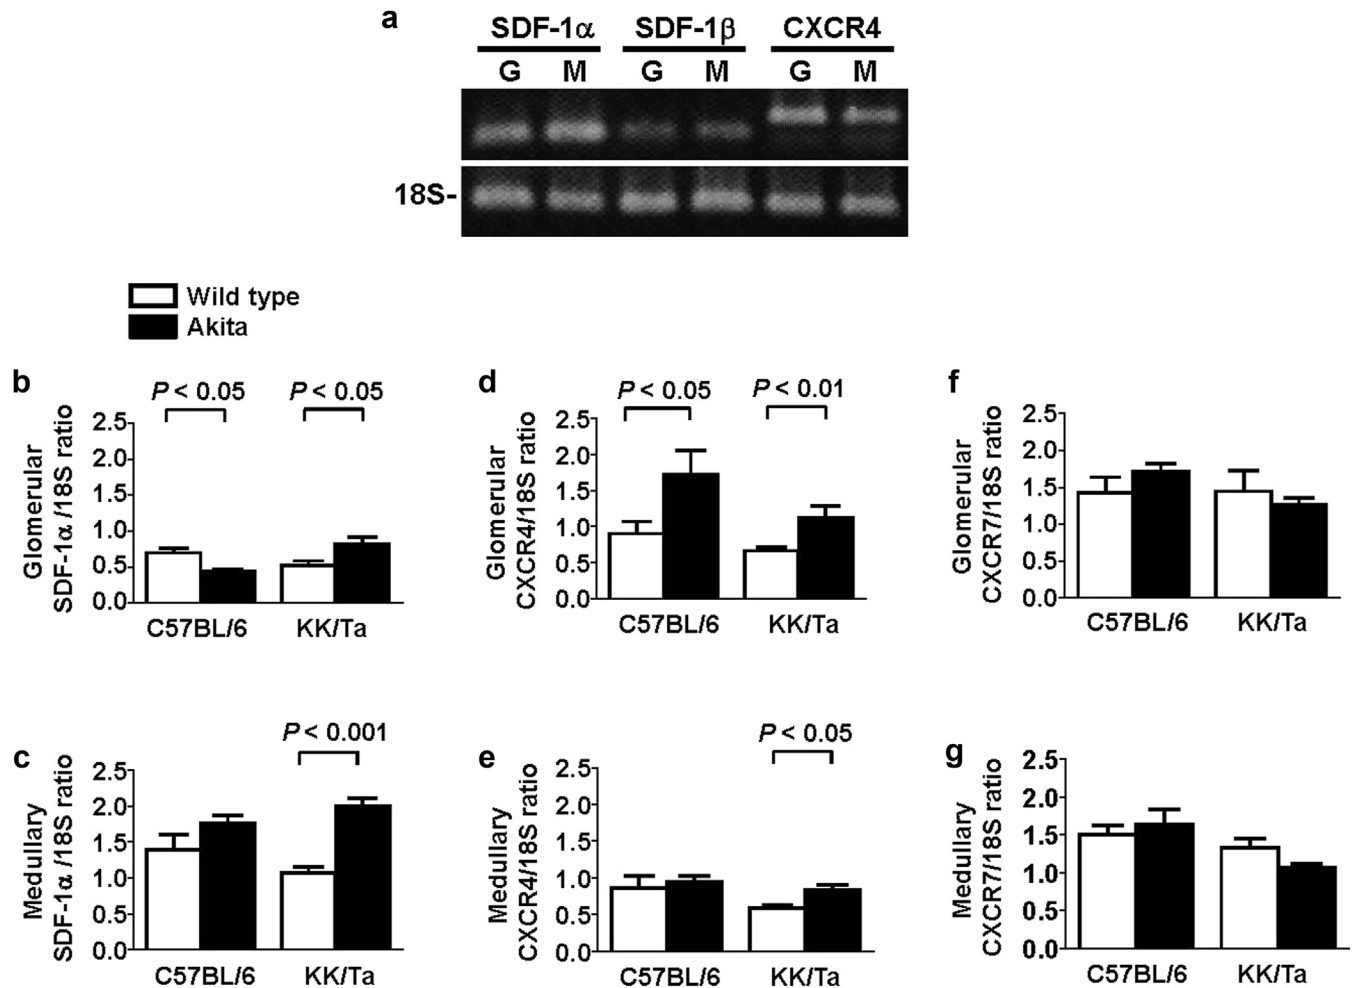 a
SDF-1α SDF-1β CXCR4
G M G M G M
18S-
Wild type
Akita
b
P < 0.05 P < 0.05
Glomerular
SDF-1α /18S ratio
2.5
2.0
1.5
1.0
0.5
0.0
C57BL/6 KK/Ta
d
P < 0.05 P < 0.01
Glomerular
CXCR4/18S ratio
2.5
2.0
1.5
1.0
0.5
0.0
C57BL/6 KK/Ta
f
Glomerular
CXCR7/18S ratio
2.5
2.0
1.5
1.0
0.5
0.0
C57BL/6 KK/Ta
c
P < 0.001
Medullary
SDF-1α /18S ratio
2.5
2.0
1.5
1.0
0.5
0.0
C57BL/6 KK/Ta
e
P < 0.05
Medullary
CXCR4/18S ratio
2.5
2.0
1.5
1.0
0.5
0.0
C57BL/6 KK/Ta
g
Medullary
CXCR7/18S ratio
2.5
2.0
1.5
1.0
0.5
0.0
C57BL/6 KK/Ta